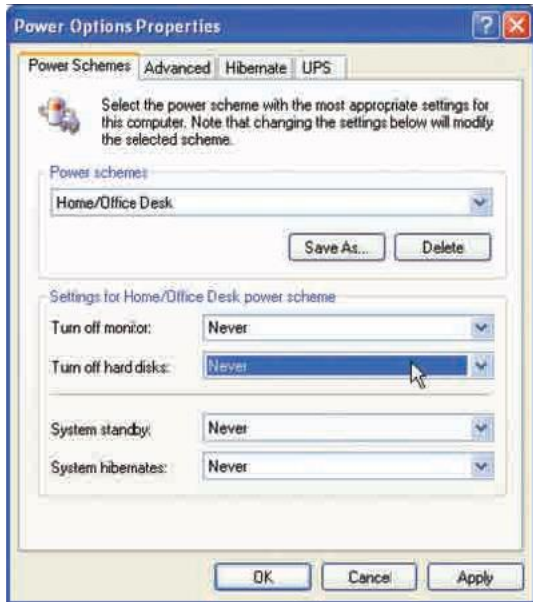 Power Options Properties
Power Schemes Advanced Hibernate UPS
Select the power scheme with the most appropriate settings for
this computer. Note that changing the settings below will modify
the selected scheme.
Power schemes
Home/Office Desk
Save As... Delete
Settings for Home/Office Desk power scheme
Turn off monitor: Never
Turn off hard disks: Never
System standby: Never
System hibernates: Never
OK Cancel Apply